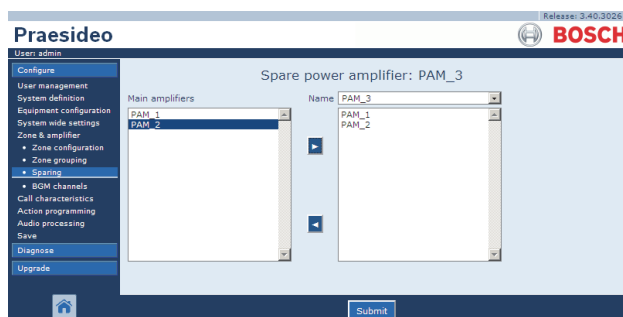 Release: 3.40.3026
Praesideo
BOSCH
User: admin
Configure
User management
System definition
Equipment configuration
System wide settings
Zone & amplifier
• Zone configuration
• Zone grouping
• Sparing
• BGM channels
Call characteristics
Action programming
Audio processing
Save
Diagnose
Upgrade
Spare power amplifier: PAM_3
Main amplifiers
PAM_1
PAM_2
Name PAM_3
PAM_1
PAM_2
Submit